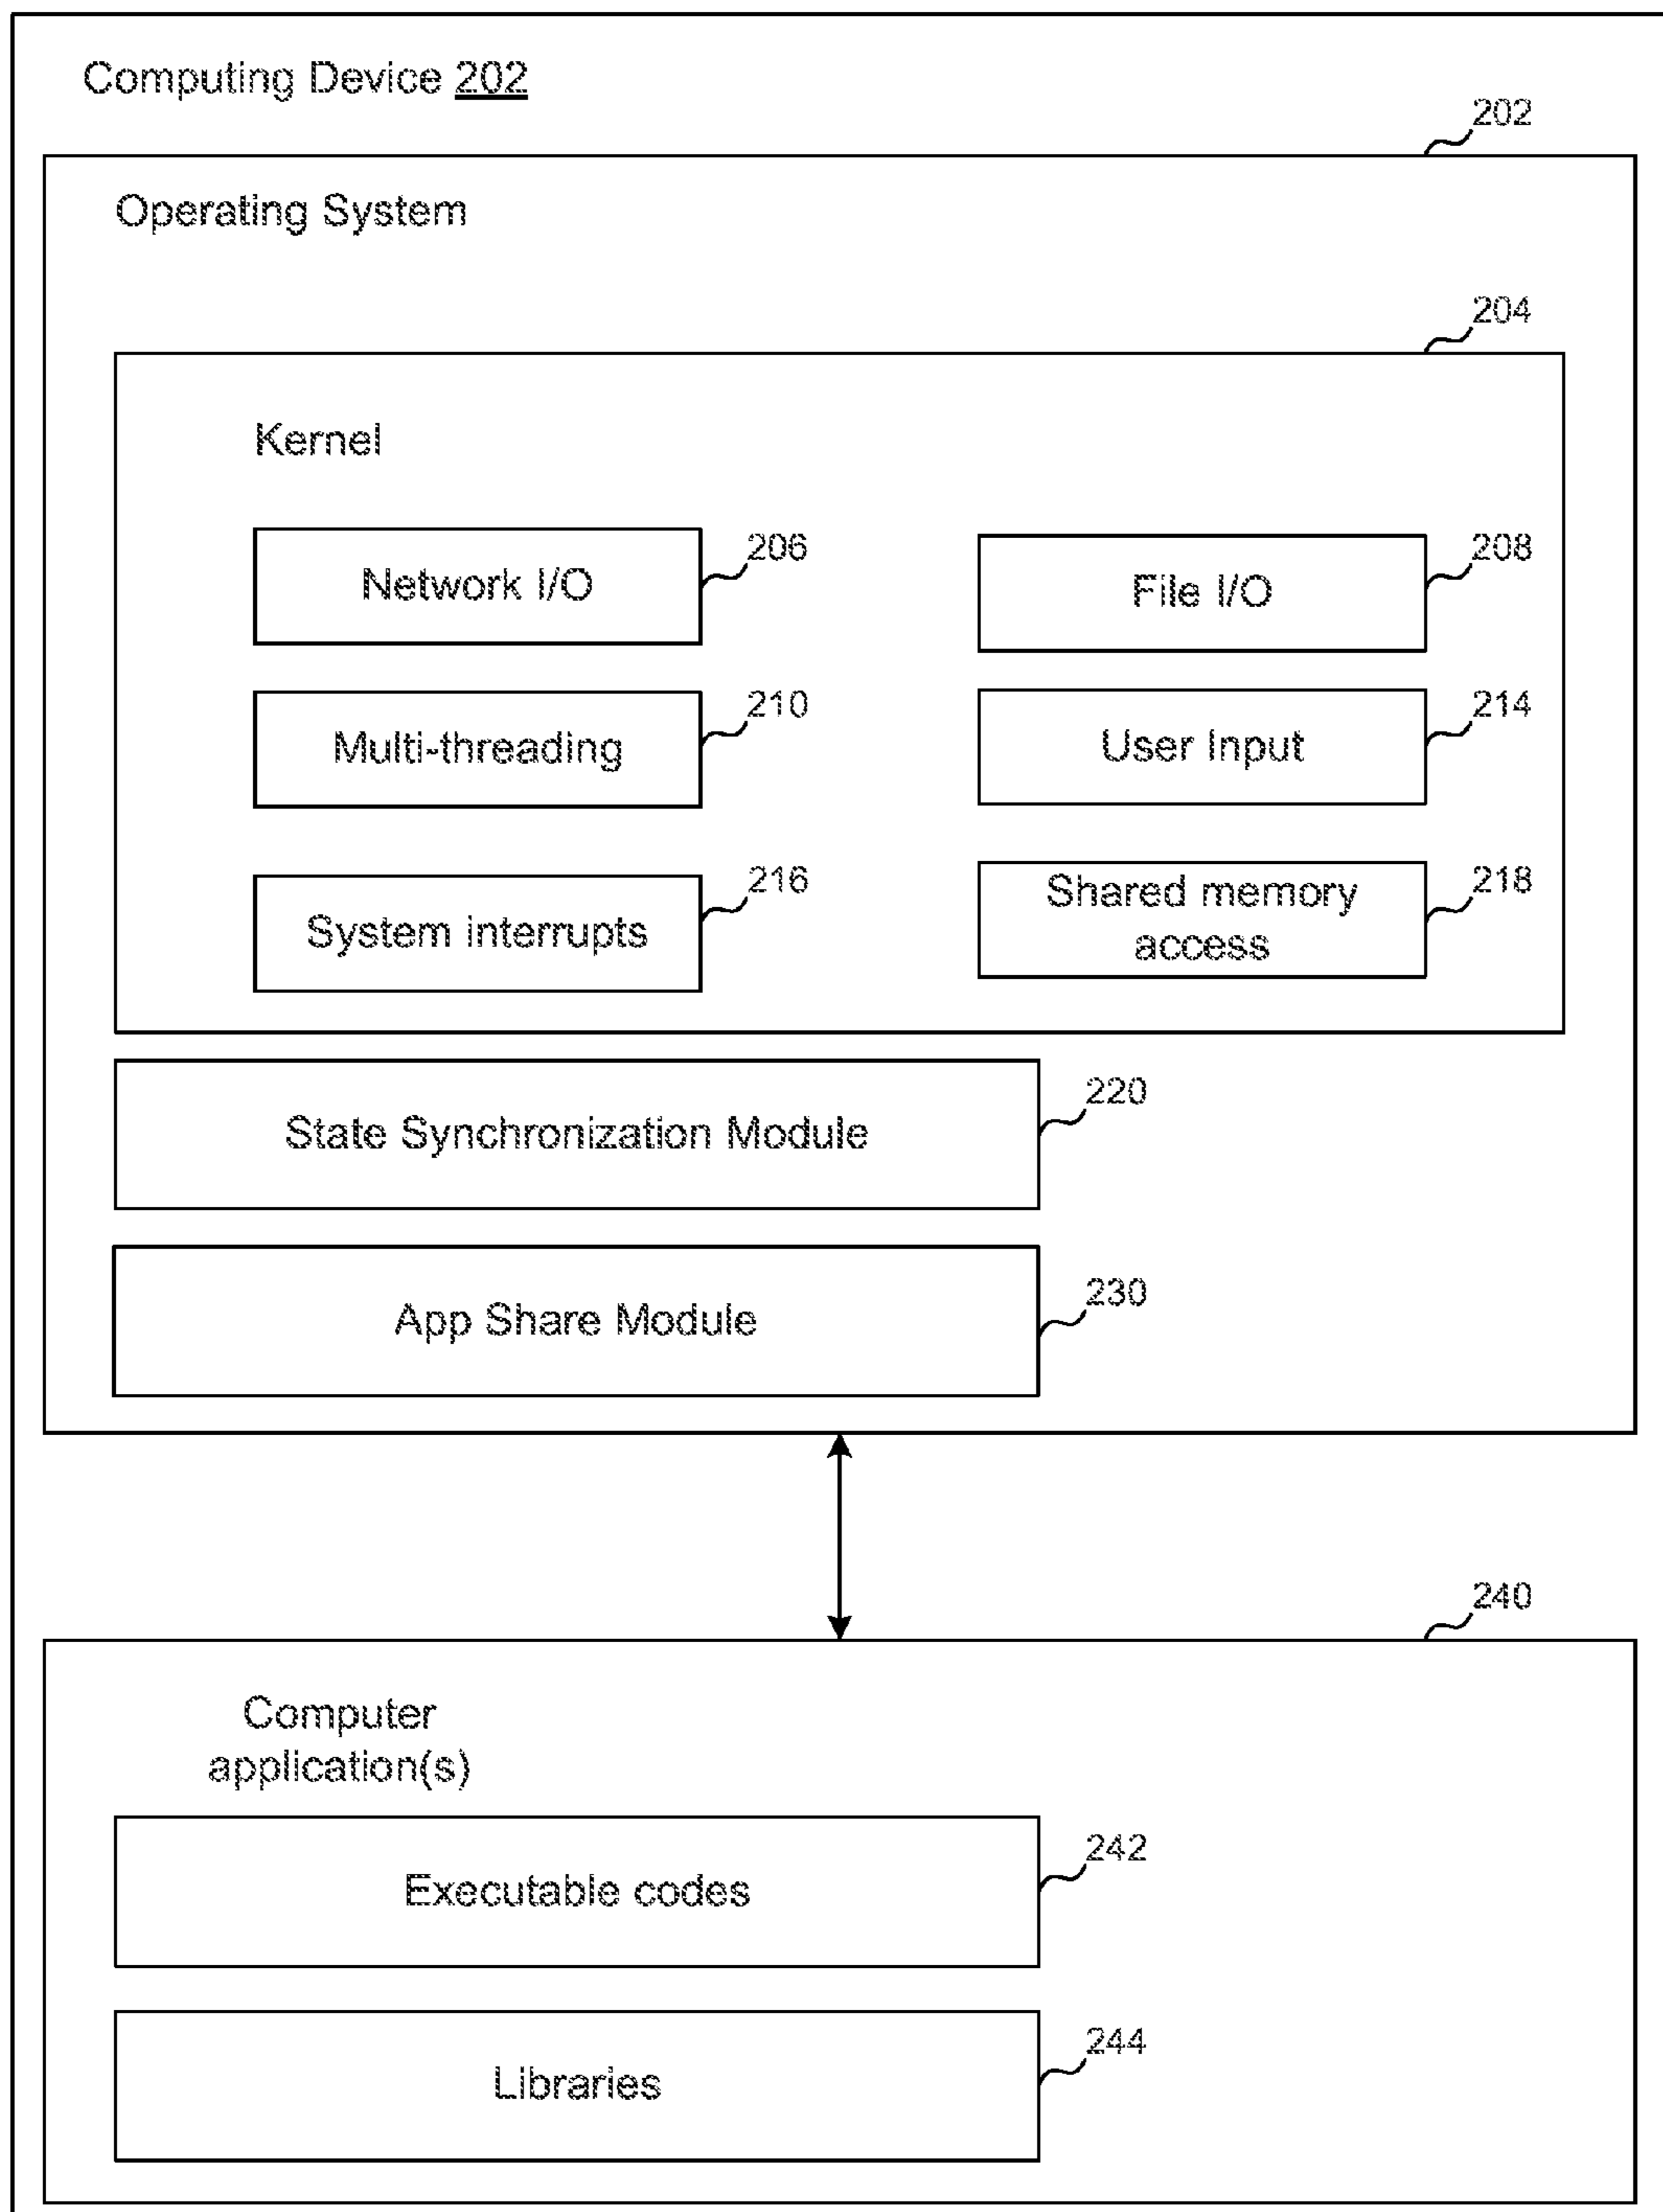 Computing Device 202
202
Operating System
204
Kernel
Network I/O
206
File I/O
208
Multi-threading
210
User Input
214
System interrupts
216
Shared memory
access
218
State Synchronization Module
220
App Share Module
230
240
Computer
application(s)
Executable codes
242
Libraries
244